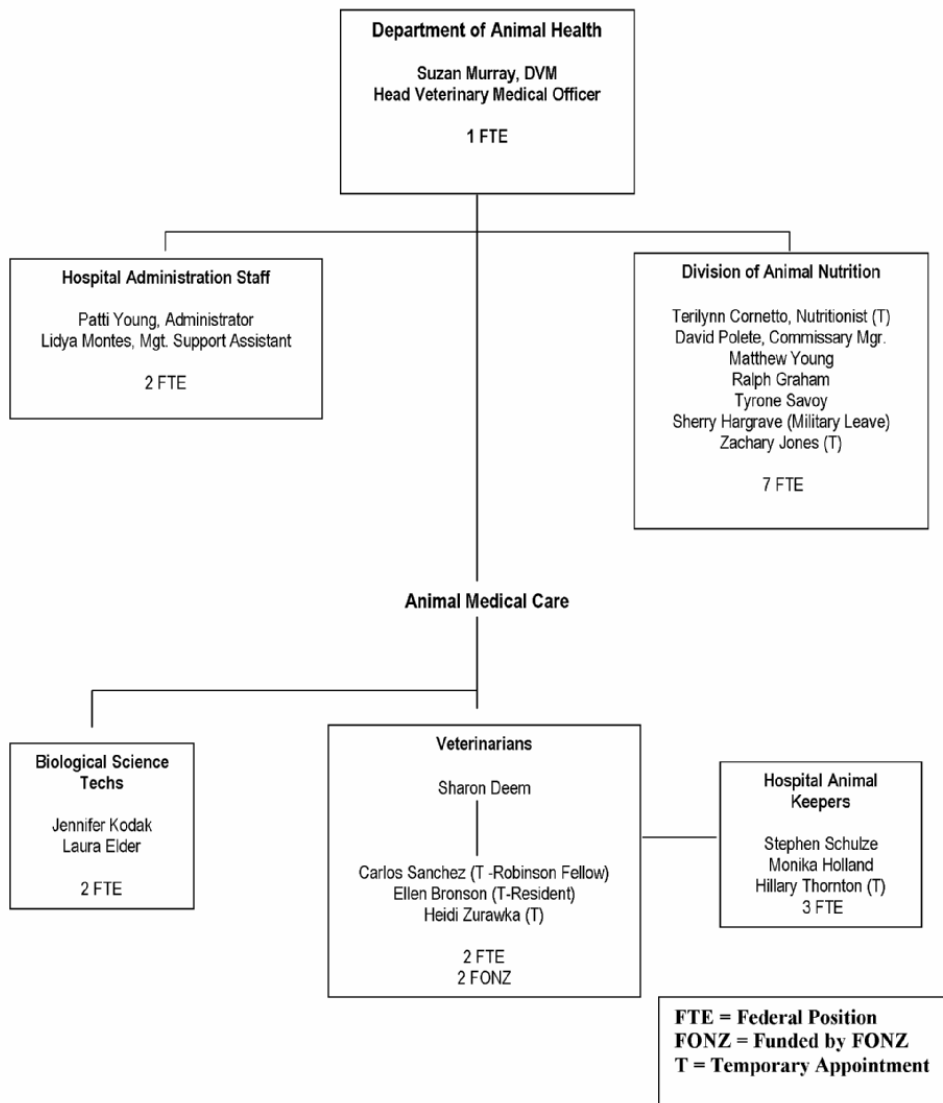 Department of Animal Health
Suzan Murray, DVM
Head Veterinary Medical Officer
1 FTE
Hospital Administration Staff
Patti Young, Administrator
Lidya Montes, Mgt. Support Assistant
2 FTE
Division of Animal Nutrition
Terilynn Cornetto, Nutritionist (T)
David Polete, Commissary Mgr.
Matthew Young
Ralph Graham
Tyrone Savoy
Sherry Hargrave (Military Leave)
Zachary Jones (T)
7 FTE
Animal Medical Care
Biological Science
Techs
Jennifer Kodak
Laura Elder
2 FTE
Veterinarians
Sharon Deem
Carlos Sanchez (T -Robinson Fellow)
Ellen Bronson (T-Resident)
Heidi Zurawka (T)
2 FTE
2 FONZ
Hospital Animal
Keepers
Stephen Schulze
Monika Holland
Hillary Thornton (T)
3 FTE
FTE = Federal Position
FONZ = Funded by FONZ
T = Temporary Appointment